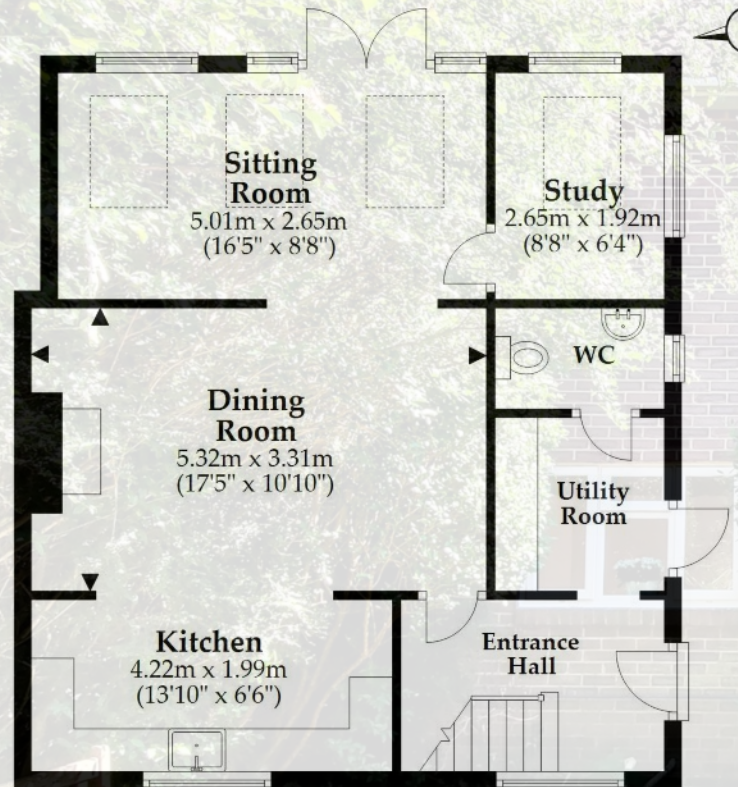 Sitting
Room
5.01m x 2.65m
(16'5" x 8'8")
Study
2.65m x 1.92m
(8'8" x 6'4")
WC
Dining
Room
5.32m x 3.31m
(17'5" x 10'10")
Utility
Room
Kitchen
4.22m x 1.99m
(13'10" x 6'6")
Entrance
Hall